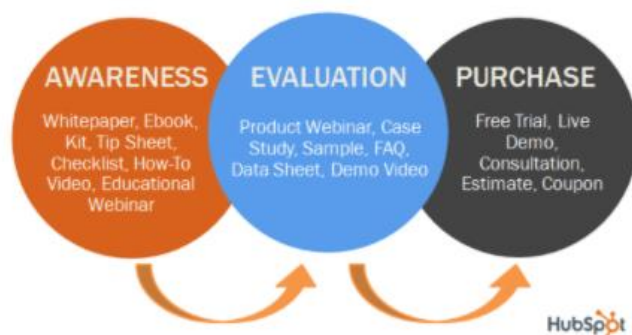 AWARENESS
Whitepaper, Ebook,
Kit, Tip Sheet,
Checklist, How-To
Video, Educational
Webinar
EVALUATION
Product Webinar, Case
Study, Sample, FAQ,
Data Sheet, Demo Video
PURCHASE
Free Trial, Live
Demo,
Consultation,
Estimate, Coupon
HubSpot